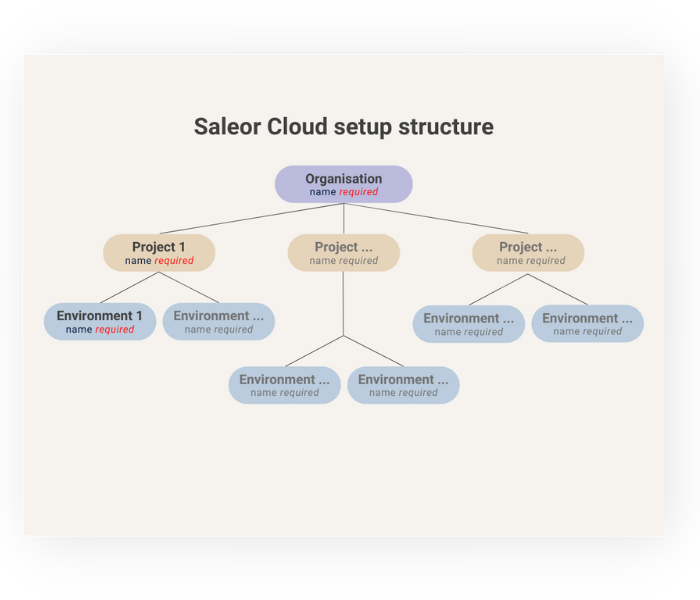 Saleor Cloud setup structure
Organisation
name required
Project 1
name required
Project ...
name required
Project ...
name required
Environment 1
name required
Environment ...
name required
Environment ...
name required
Environment ...
name required
Environment ...
name required
Environment ...
name required